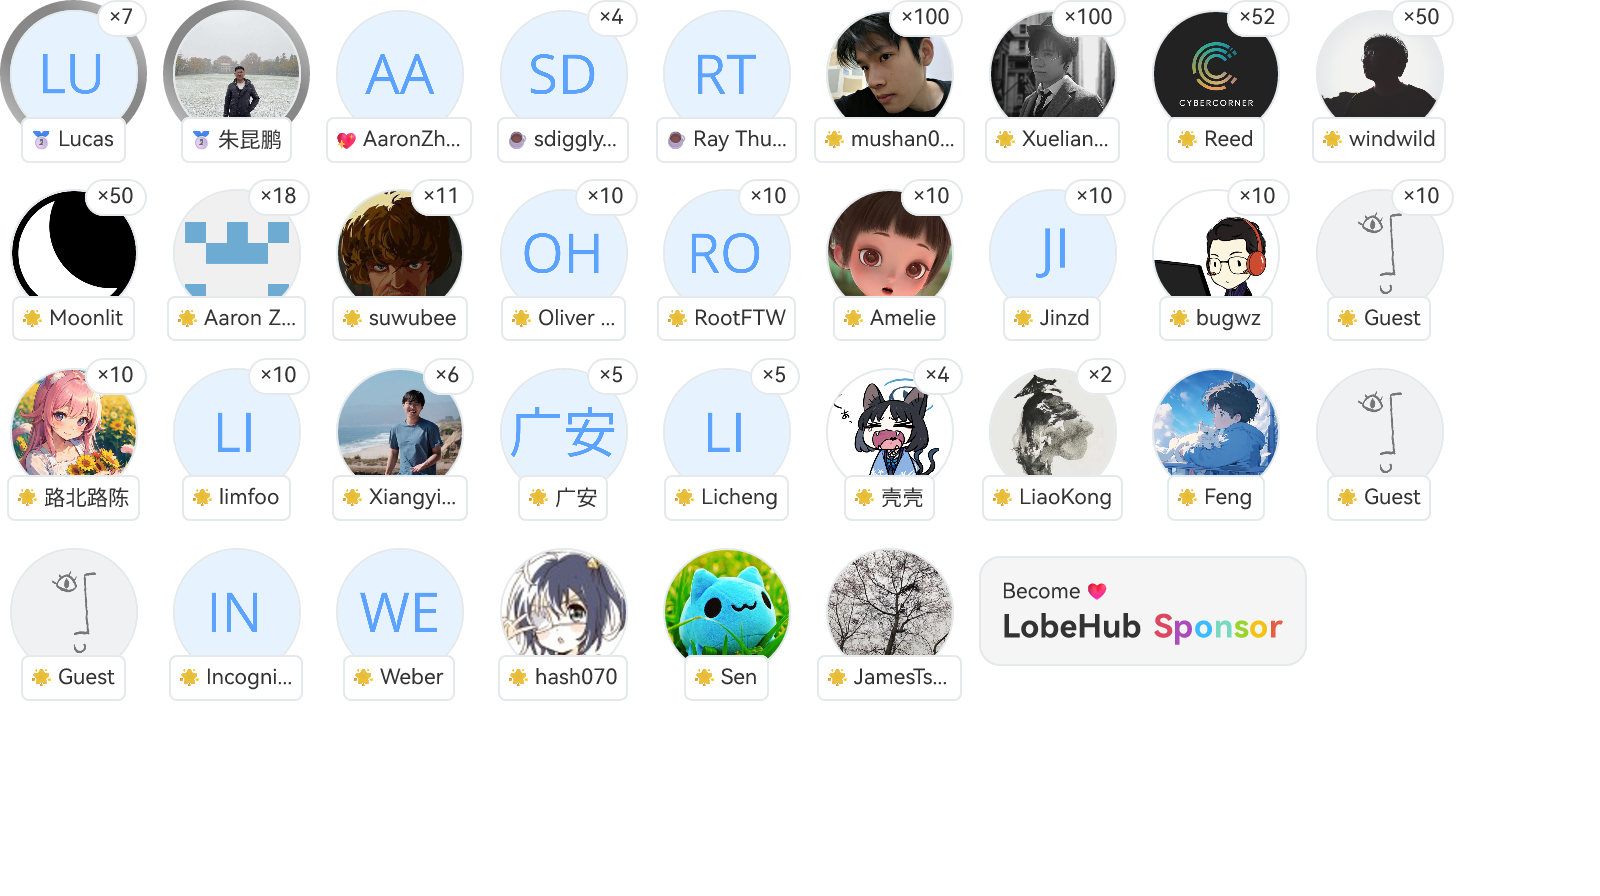 LU
×7
Lucas
朱昆鹏
AA
AaronZh...
SD
×4
sdiggly...
RT
Ray Thu...
×100
mushan0...
×100
Xuelian...
CYBERCORNER
×52
Reed
×50
windwild
×50
Moonlit
×18
Aaron Z...
×11
suwubee
OH
×10
Oliver ...
RO
×10
RootFTW
×10
Amelie
JI
×10
Jinzd
×10
bugwz
×10
Guest
×10
路北路陈
LI
×10
limfoo
×6
Xiangyi...
广安
×5
广安
LI
×5
Licheng
あ
×4
壳壳
×2
LiaoKong
Feng
Guest
Guest
IN
Incogni...
WE
Weber
hash070
Sen
JamesTs...
Become
LobeHub Sponsor